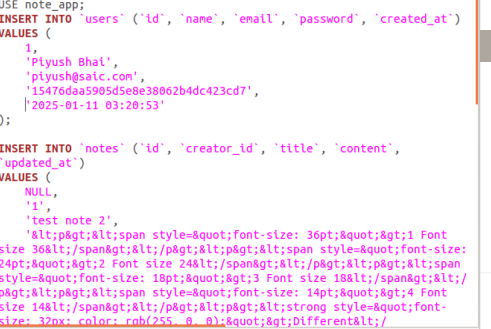 USE note_app;
INSERT INTO `users` (`id`, `name`, `email`, `password`, `created_at`)
VALUES (
1,
'Piyush Bhai',
'piyush@saic.com',
'15476daa5905d5e8e38062b4dc423cd7',
'2025-01-11 03:20:53'
);
INSERT INTO `notes` (`id`, `creator_id`, `title`, `content`,
`updated_at`)
VALUES (
NULL,
'1',
'test note 2',
'&lt;p&gt;&lt;span style=&quot;font-size: 36pt;&quot;&gt;1 Font
size 36&lt;/span&gt;&lt;/p&gt;&lt;p&gt;&lt;span style=&quot;font-size:
24pt;&quot;&gt;2 Font size 24&lt;/span&gt;&lt;/p&gt;&lt;p&gt;&lt;span
style=&quot;font-size: 18pt;&quot;&gt;3 Font size 18&lt;/span&gt;&lt;/
p&gt;&lt;p&gt;&lt;span style=&quot;font-size: 14pt;&quot;&gt;4 Font
size 14&lt;/span&gt;&lt;/p&gt;&lt;p&gt;&lt;strong style=&quot;font-
size: 32px; color: rgb(255, 0, 0);&quot;&gt;Different&lt;/